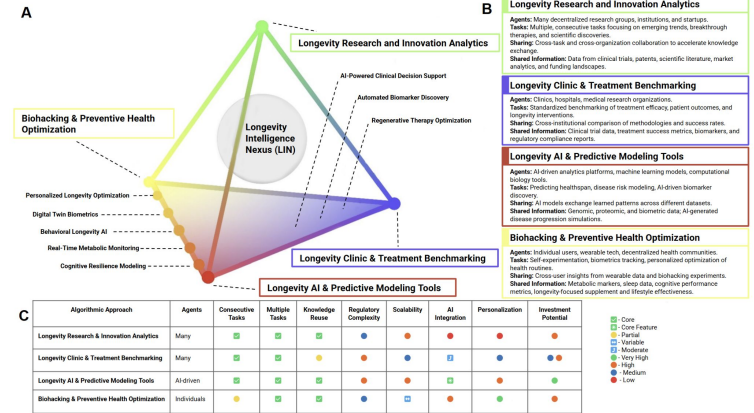 A
Longevity Research and Innovation Analytics
AI-Powered Clinical Decision Support
Automated Biomarker Discovery
Regenerative Therapy Optimization
Biohacking & Preventive Health
Optimization
Longevity
Intelligence
Nexus (LIN)
Personalized Longevity Optimization
Digital Twin Biometrics
Behavioral Longevity AI
Real-Time Metabolic Monitoring
Cognitive Resilience Modeling
Longevity Clinic & Treatment Benchmarking
Longevity AI & Predictive Modeling Tools
B
Longevity Research and Innovation Analytics
Agents: Many decentralized research groups, institutions, and startups.
Tasks: Multiple, consecutive tasks focusing on emerging trends, breakthrough
therapies, and scientific discoveries.
Sharing: Cross-task and cross-organization collaboration to accelerate knowledge
exchange.
Shared Information: Data from clinical trials, patents, scientific literature, market
analytics, and funding landscapes.
Longevity Clinic & Treatment Benchmarking
Agents: Clinics, hospitals, medical research organizations.
Tasks: Standardized benchmarking of treatment efficacy, patient outcomes, and
longevity interventions.
Sharing: Cross-institutional comparison of methodologies and success rates.
Shared Information: Clinical trial data, treatment success metrics, biomarkers, and
regulatory compliance reports.
Longevity AI & Predictive Modeling Tools
Agents: AI-driven analytics platforms, machine learning models, computational
biology tools.
Tasks: Predicting healthspan, disease risk modeling, AI-driven biomarker
discovery.
Sharing: AI models exchange learned patterns across different datasets.
Shared Information: Genomic, proteomic, and biometric data; AI-generated
disease progression simulations.
Biohacking & Preventive Health Optimization
Agents: Individual users, wearable tech, decentralized health communities.
Tasks: Self-experimentation, biometrics tracking, personalized optimization of
health routines.
Sharing: Cross-user insights from wearable data and biohacking experiments.
Shared Information: Metabolic markers, sleep data, cognitive performance
metrics, longevity-focused supplement and lifestyle effectiveness.
C
Algorithmic Approach Agents Consecutive Tasks Multiple Tasks Knowledge Reuse Regulatory Complexity Scalability AI Integration Personalization Investment Potential
Longevity Research & Innovation Analytics Many
Longevity Clinic & Treatment Benchmarking Many
Longevity AI & Predictive Modeling Tools AI-driven
Biohacking & Preventive Health Optimization Individuals
- Core
- Core Feature
- Partial
- Variable
- Moderate
- Very High
- High
- Medium
- Low